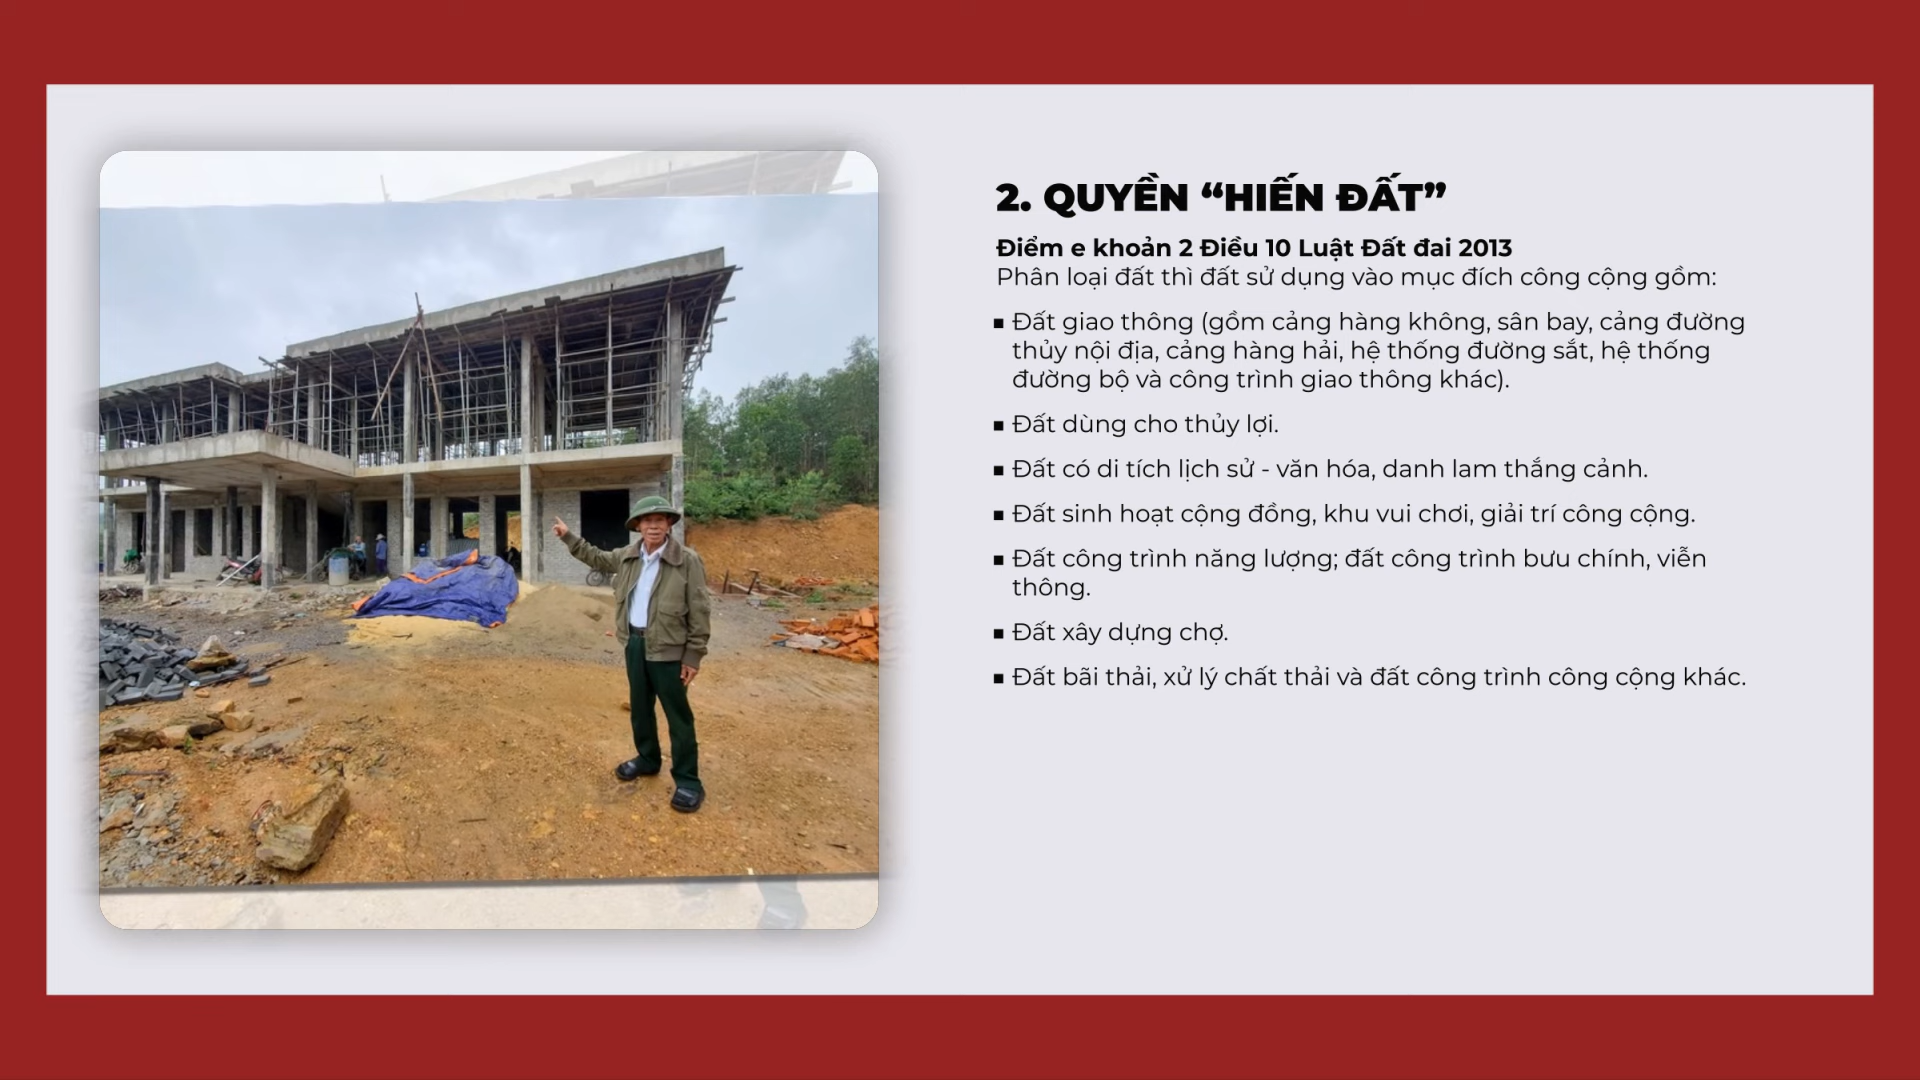 2. QUYỀN “HIẾN ĐẤT”
Điểm e khoản 2 Điều 10 Luật Đất đai 2013
Phân loại đất thì đất sử dụng vào mục đích công cộng gồm:
▪ Đất giao thông (gồm cảng hàng không, sân bay, cảng đường
thủy nội địa, cảng hàng hải, hệ thống đường sắt, hệ thống
đường bộ và công trình giao thông khác).
▪ Đất dùng cho thủy lợi.
▪ Đất có di tích lịch sử - văn hóa, danh lam thắng cảnh.
▪ Đất sinh hoạt cộng đồng, khu vui chơi, giải trí công cộng.
▪ Đất công trình năng lượng; đất công trình bưu chính, viễn
thông.
▪ Đất xây dựng chợ.
▪ Đất bãi thải, xử lý chất thải và đất công trình công cộng khác.